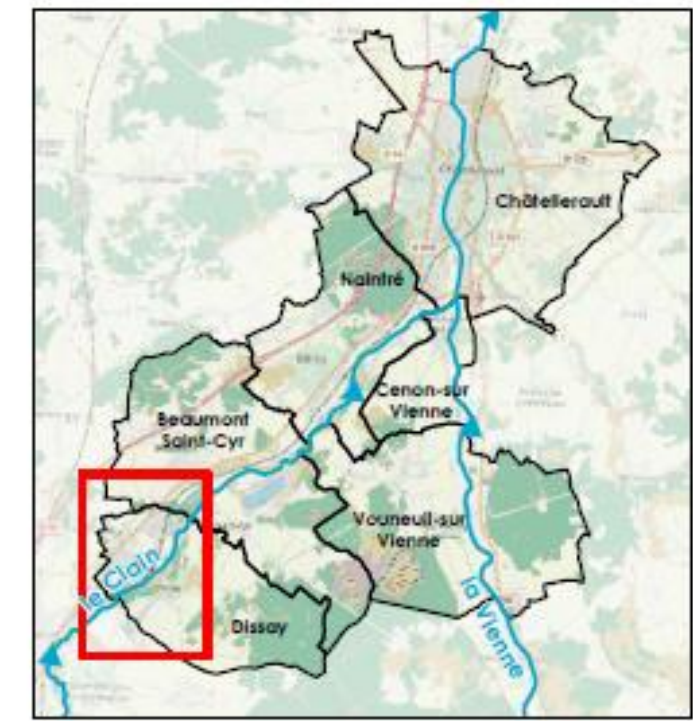 Châtellerault
Naintré
Cenon-sur
Vienne
Beaumont
Saint-Cyr
Vouneuil-sur
Vienne
le Clain
Dissay
la Vienne